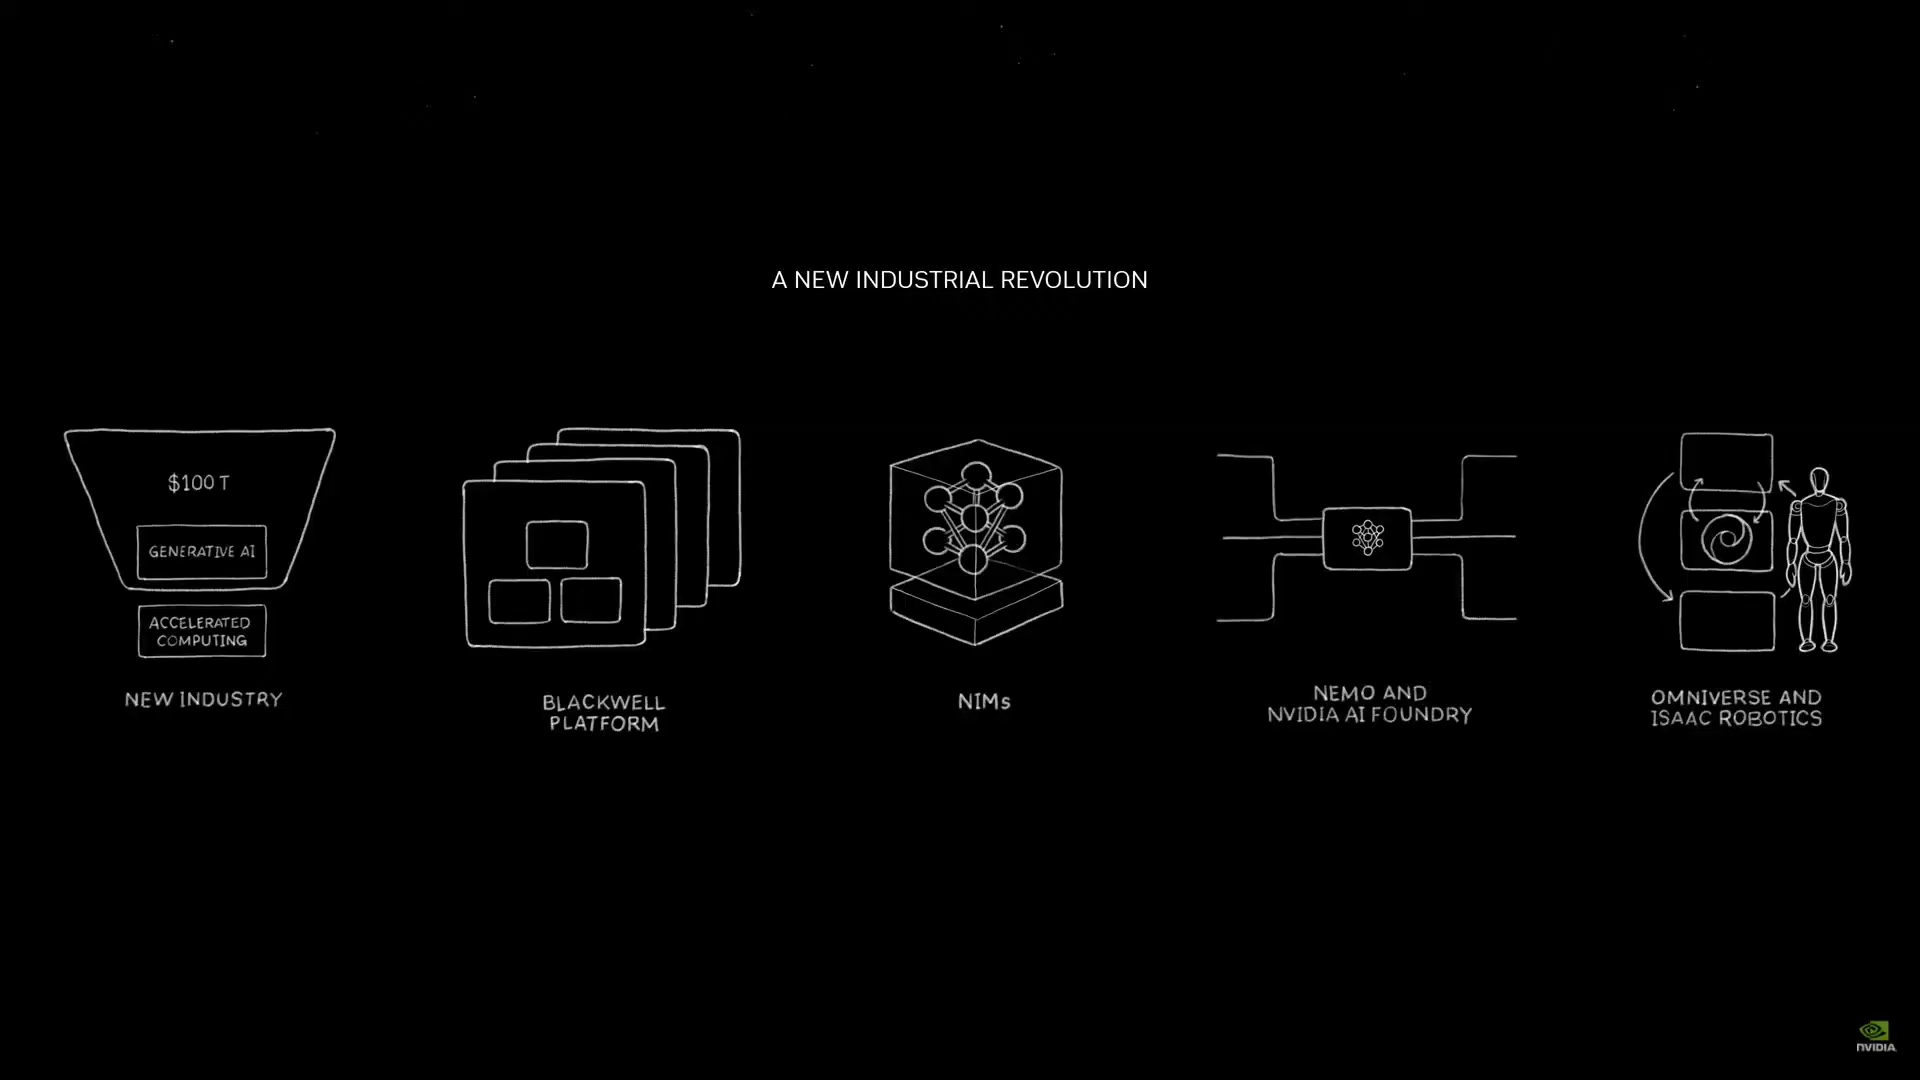 A NEW INDUSTRIAL REVOLUTION
$100 T
GENERATIVE AI
ACCELERATED
COMPUTING
NEW INDUSTRY
BLACKWELL
PLATFORM
NIMs
NEMO AND
NVIDIA AI FOUNDRY
OMNIVERSE AND
ISAAC ROBOTICS
NVIDIA